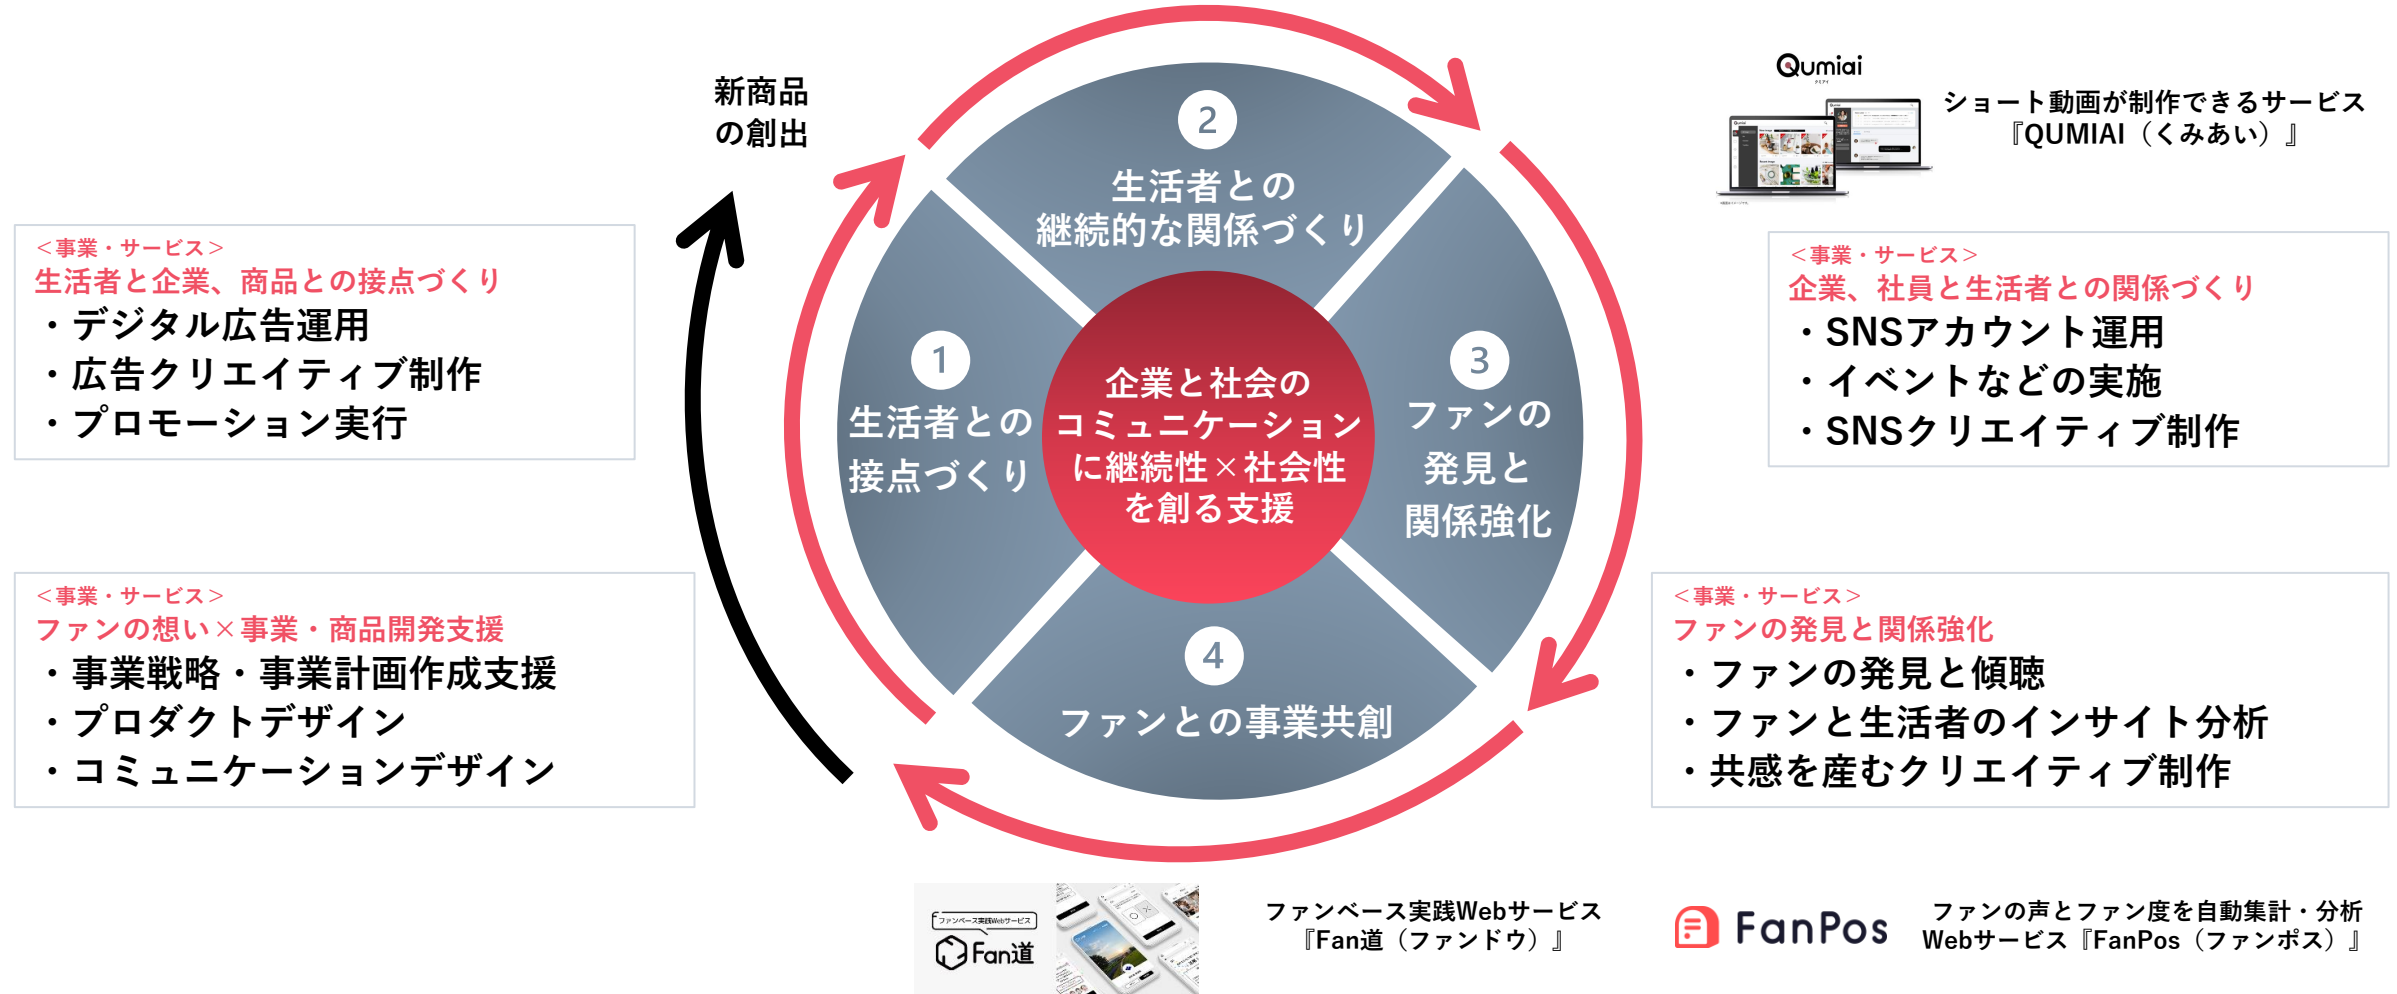 新商品
の創出
2
生活者との
継続的な関係づくり
1
生活者との
接点づくり
企業と社会の
コミュニケーション
に継続性×社会性
を創る支援
3
ファンの
発見と
関係強化
4
ファンとの事業共創
Qumiai
クミアイ
ショート動画が制作できるサービス
『QUMIAI（くみあい）』
＜事業・サービス＞
生活者と企業、商品との接点づくり
・デジタル広告運用
・広告クリエイティブ制作
・プロモーション実行
＜事業・サービス＞
企業、社員と生活者との関係づくり
・SNSアカウント運用
・イベントなどの実施
・SNSクリエイティブ制作
＜事業・サービス＞
ファンの想い×事業・商品開発支援
・事業戦略・事業計画作成支援
・プロダクトデザイン
・コミュニケーションデザイン
＜事業・サービス＞
ファンの発見と関係強化
・ファンの発見と傾聴
・ファンと生活者のインサイト分析
・共感を産むクリエイティブ制作
ファンベース実践Webサービス
Fan道
ファンベース実践Webサービス
『Fan道（ファンドウ）』
FanPos
ファンの声とファン度を自動集計・分析
Webサービス『FanPos（ファンポス）』